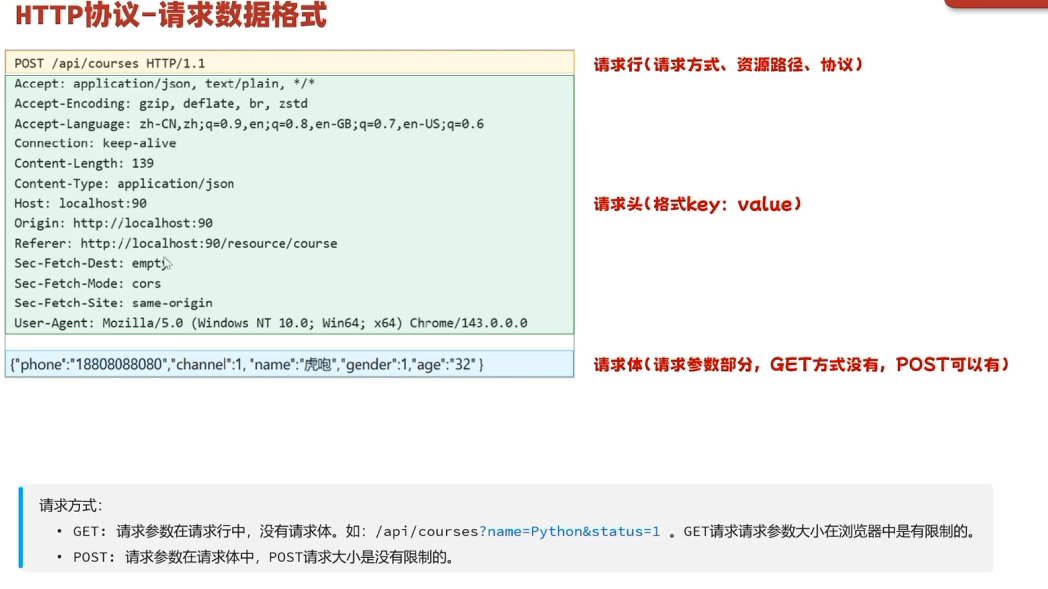 HTTP协议-请求数据格式
POST /api/courses HTTP/1.1
请求行(请求方式、资源路径、协议)
Accept: application/json, text/plain, */*
Accept-Encoding: gzip, deflate, br, zstd
Accept-Language: zh-CN,zh;q=0.9,en;q=0.8,en-GB;q=0.7,en-US;q=0.6
Connection: keep-alive
Content-Length: 139
Content-Type: application/json
Host: localhost:90
请求头(格式key: value)
Origin: http://localhost:90
Referer: http://localhost:90/resource/course
Sec-Fetch-Dest: empty
Sec-Fetch-Mode: cors
Sec-Fetch-Site: same-origin
User-Agent: Mozilla/5.0 (Windows NT 10.0; Win64; x64) Chrome/143.0.0.0
{"phone":"18808088080","channel":1, "name":"虎咆","gender":1,"age":"32" }
请求体(请求参数部分，GET方式没有，POST可以有)
请求方式：
• GET: 请求参数在请求行中，没有请求体。如：/api/courses?name=Python&status=1 。GET请求请求参数大小在浏览器中是有限制的。
• POST: 请求参数在请求体中，POST请求大小是没有限制的。